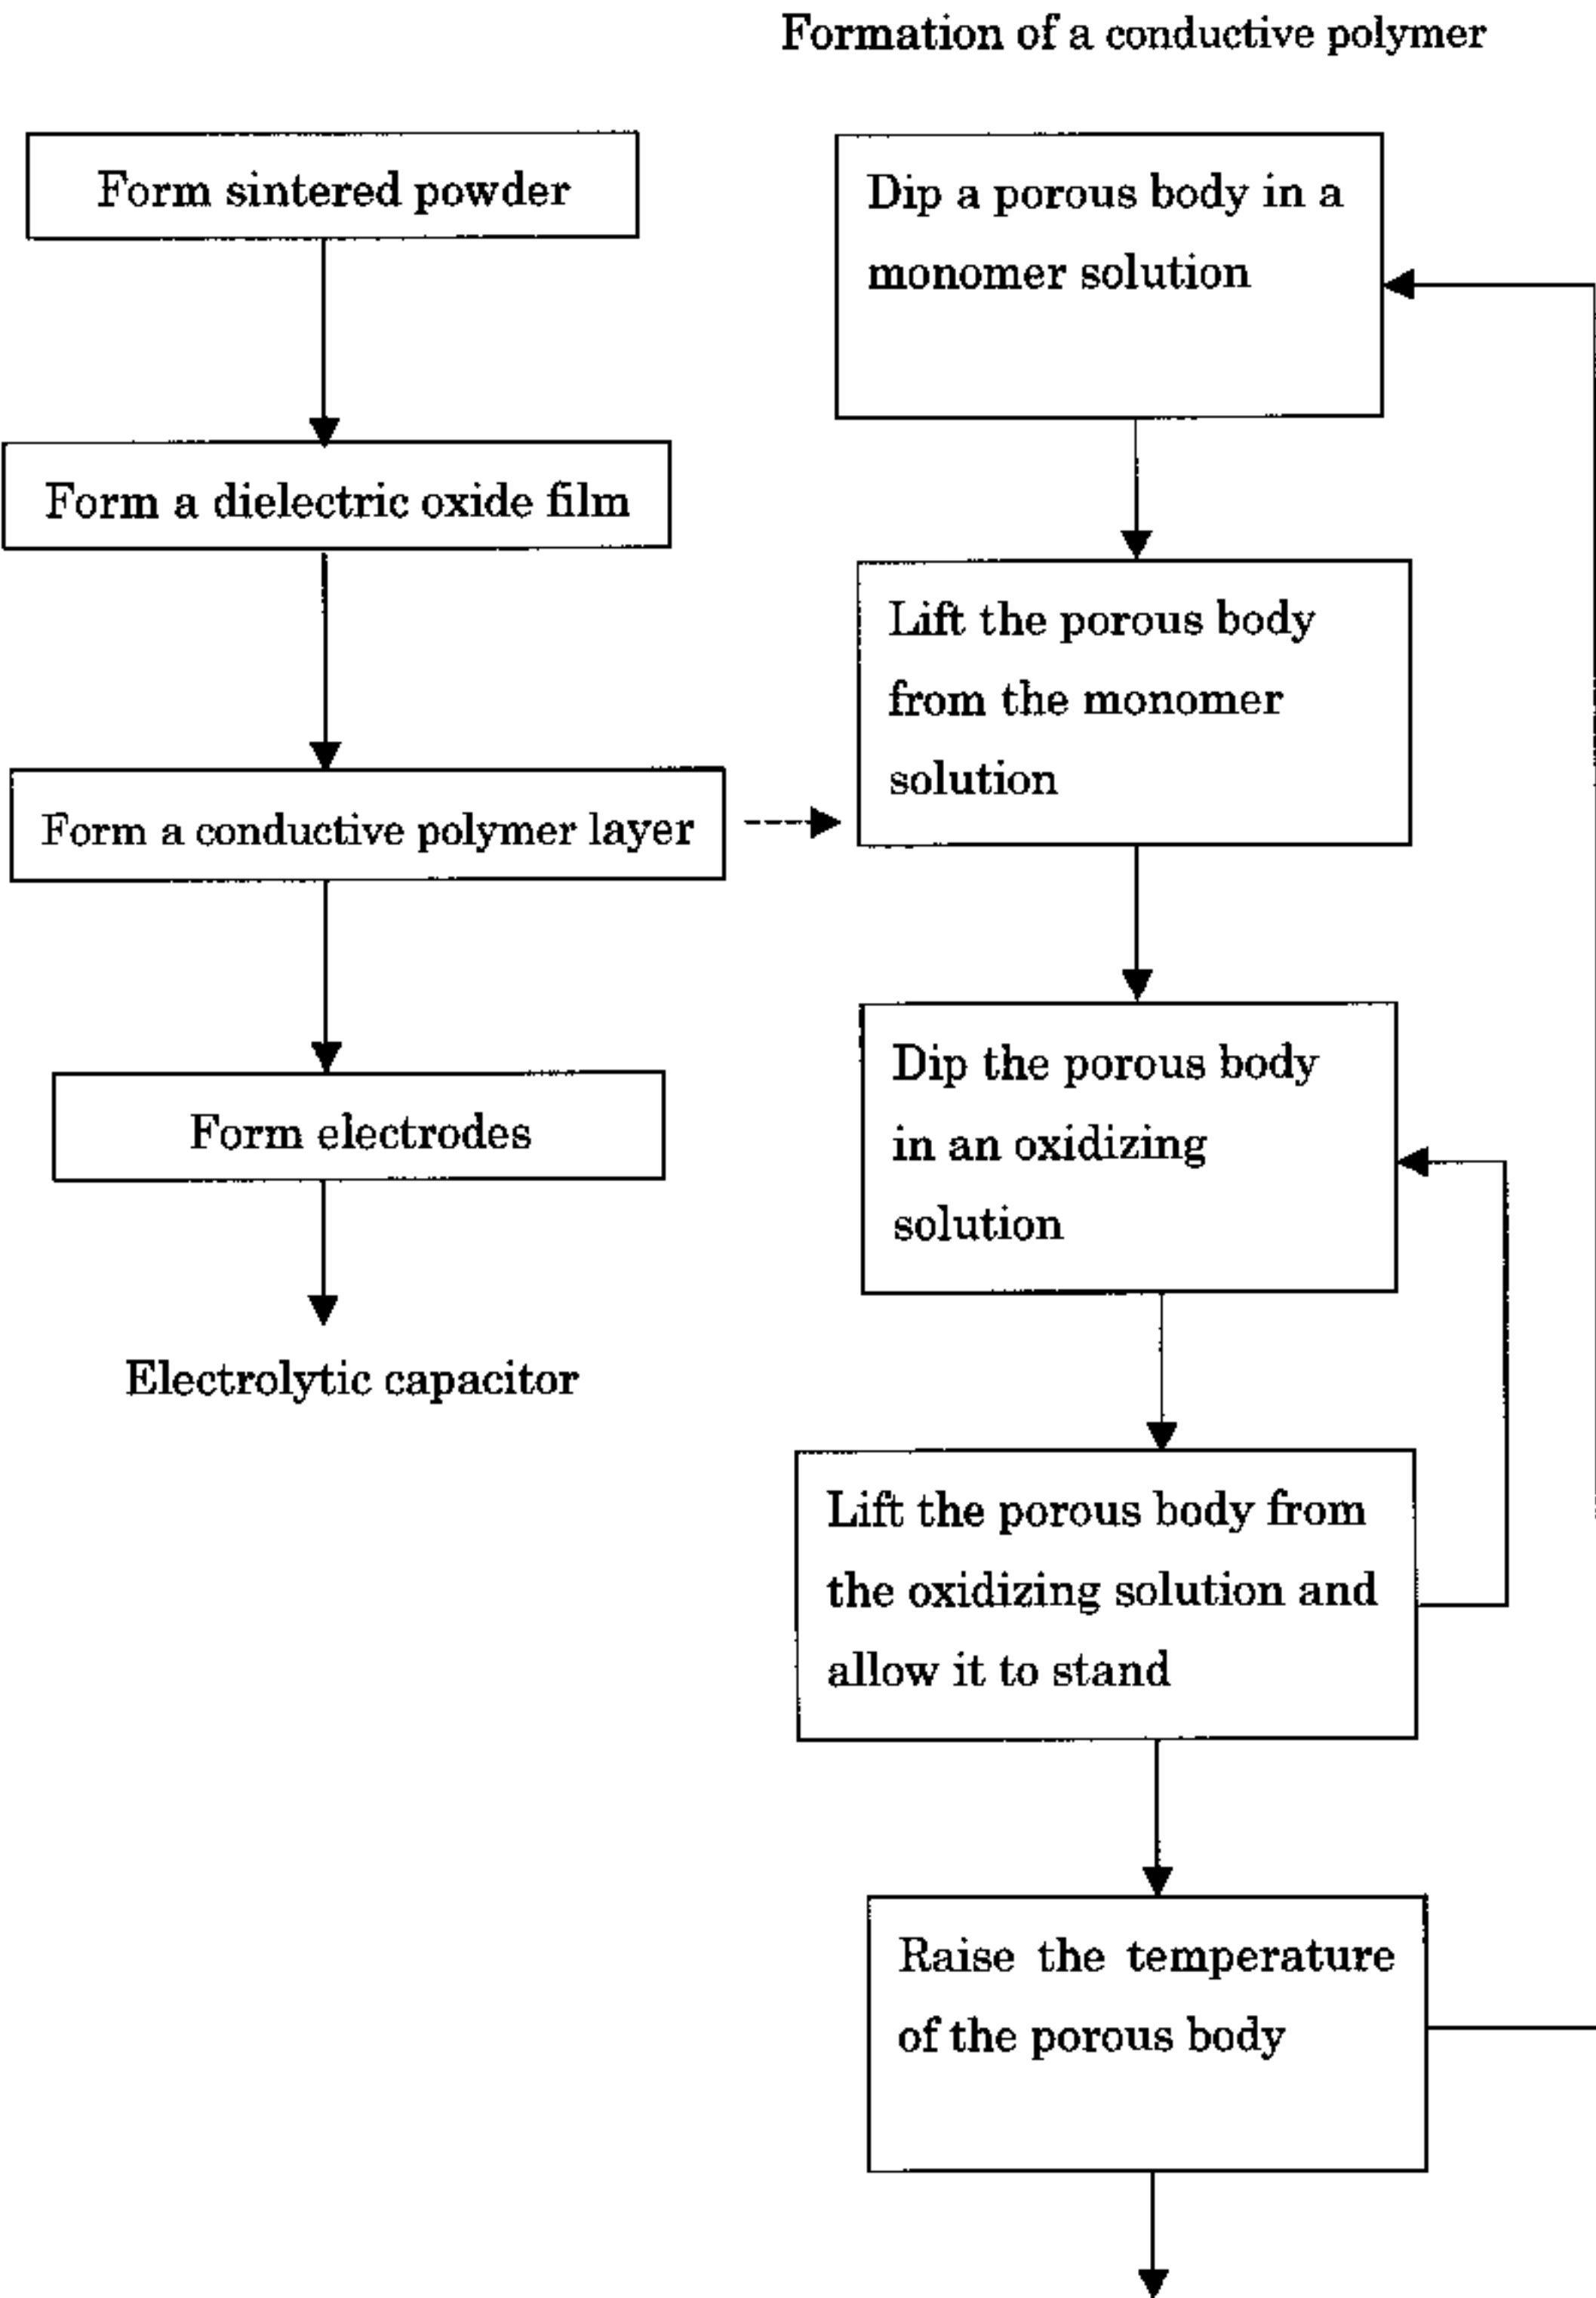 Formation of a conductive polymer
Form sintered powder
Form a dielectric oxide film
Form a conductive polymer layer
Form electrodes
Electrolytic capacitor
Dip a porous body in a
monomer solution
Lift the porous body
from the monomer
solution
Dip the porous body
in an oxidizing
solution
Lift the porous body from
the oxidizing solution and
allow it to stand
Raise the temperature
of the porous body